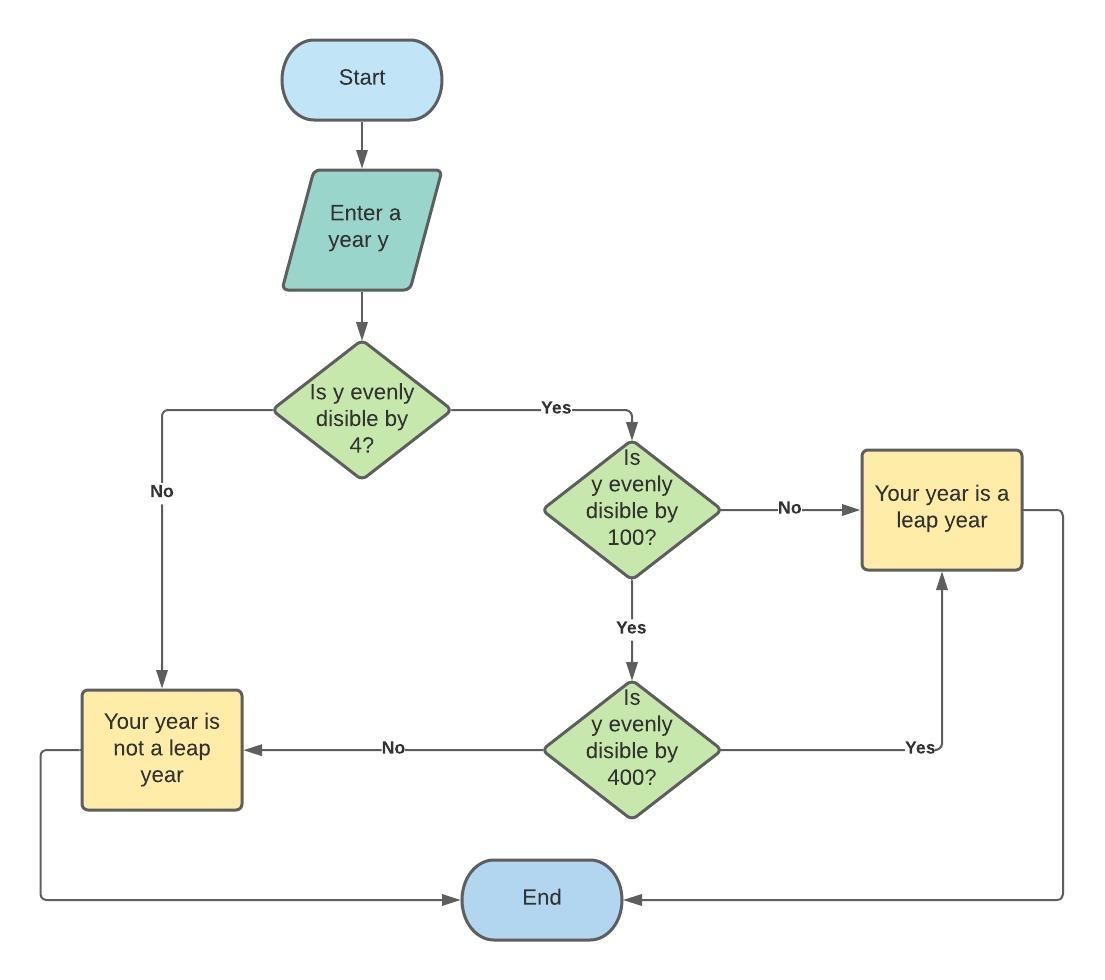 Start
Enter a
year y
Is y evenly
disible by
4?
Yes
No
Is
y evenly
disible by
100?
No
Your year is a
leap year
Yes
Is
y evenly
disible by
400?
No
Yes
Your year is
not a leap
year
End